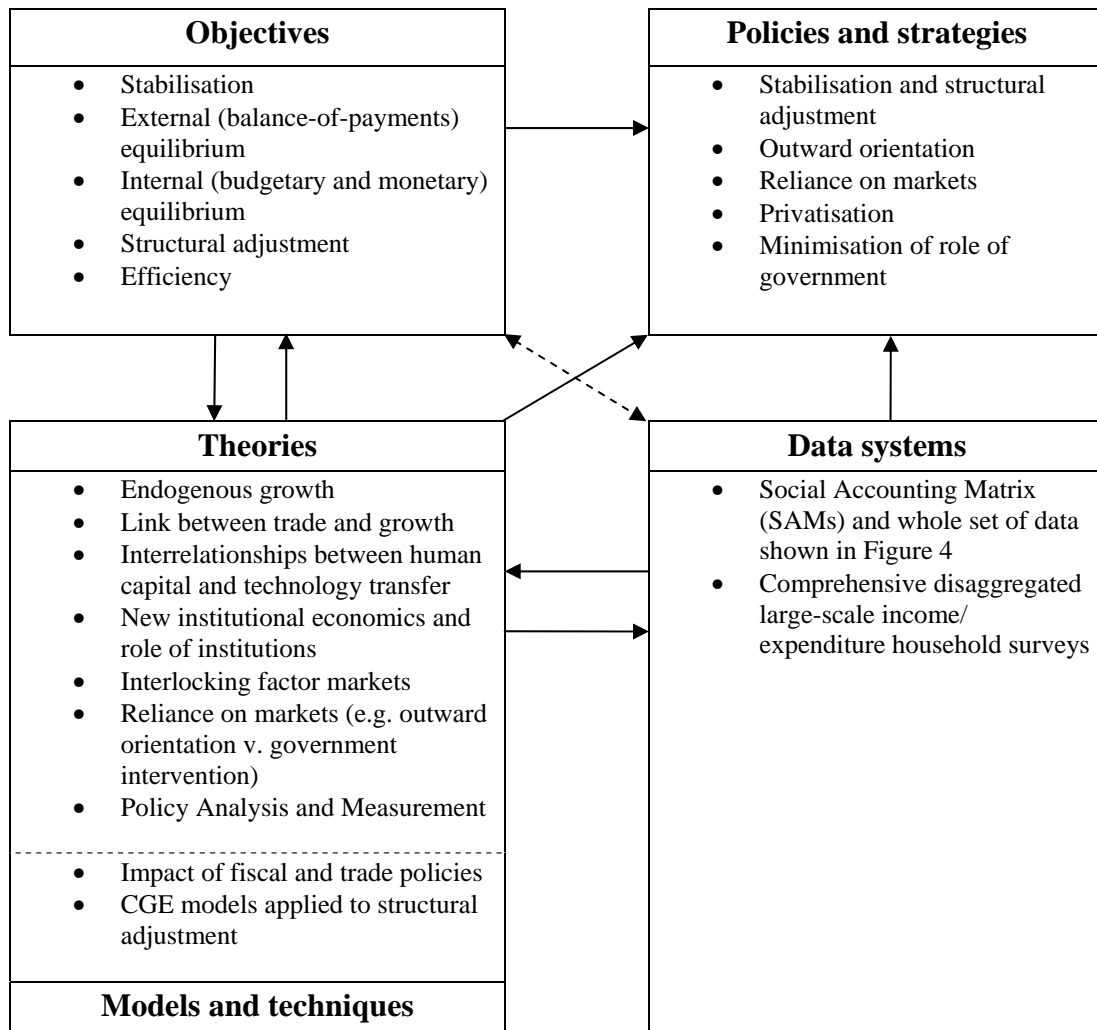 Objectives
• Stabilisation
• External (balance-of-payments)
equilibrium
• Internal (budgetary and monetary)
equilibrium
• Structural adjustment
• Efficiency
Policies and strategies
• Stabilisation and structural
adjustment
• Outward orientation
• Reliance on markets
• Privatisation
• Minimisation of role of
government
Theories
• Endogenous growth
• Link between trade and growth
• Interrelationships between human
capital and technology transfer
• New institutional economics and
role of institutions
• Interlocking factor markets
• Reliance on markets (e.g. outward
orientation v. government
intervention)
• Policy Analysis and Measurement
• Impact of fiscal and trade policies
• CGE models applied to structural
adjustment
Models and techniques
Data systems
• Social Accounting Matrix
(SAMs) and whole set of data
shown in Figure 4
• Comprehensive disaggregated
large-scale income/
expenditure household surveys